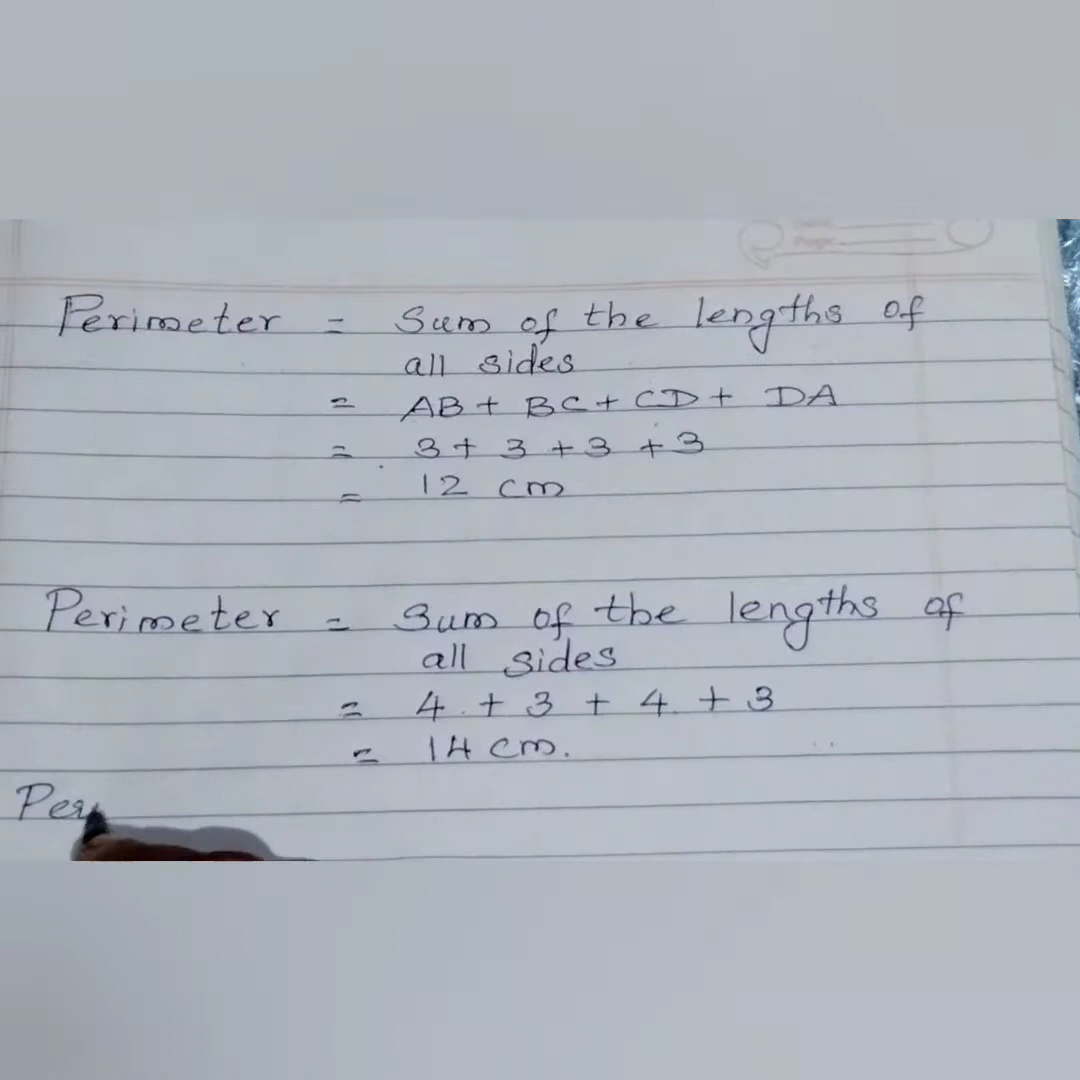 Perimeter = Sum of the lengths of
all sides
= AB + BC + CD + DA
= 3 + 3 + 3 + 3
= 12 cm
Perimeter = Sum of the lengths of
all sides
= 4 + 3 + 4 + 3
= 14 cm.
Per